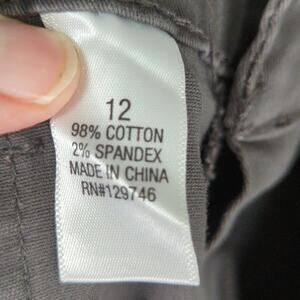 12
98% COTTON
2% SPANDEX
MADE IN CHINA
RN#129746